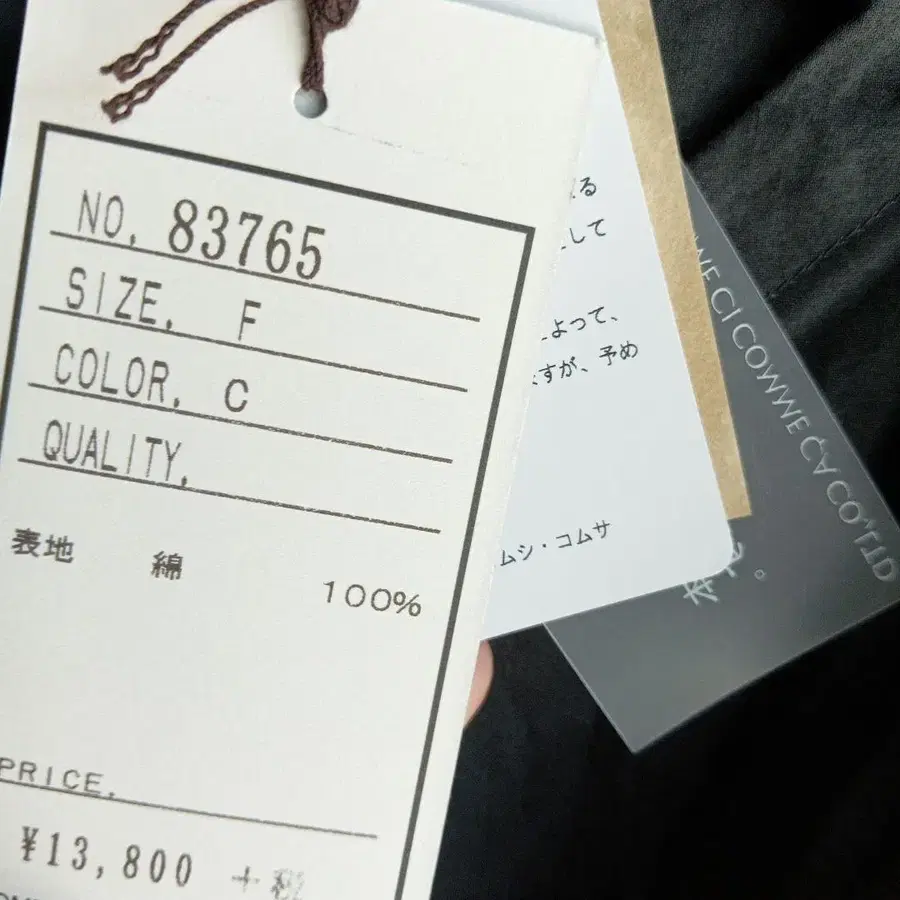 NO. 83765
SIZE. F
COLOR. C
QUALITY.
表地 綿 100%
PRICE.
¥13,800 +税
る
して
よって、
ますが、予め
ムシ・コムサ